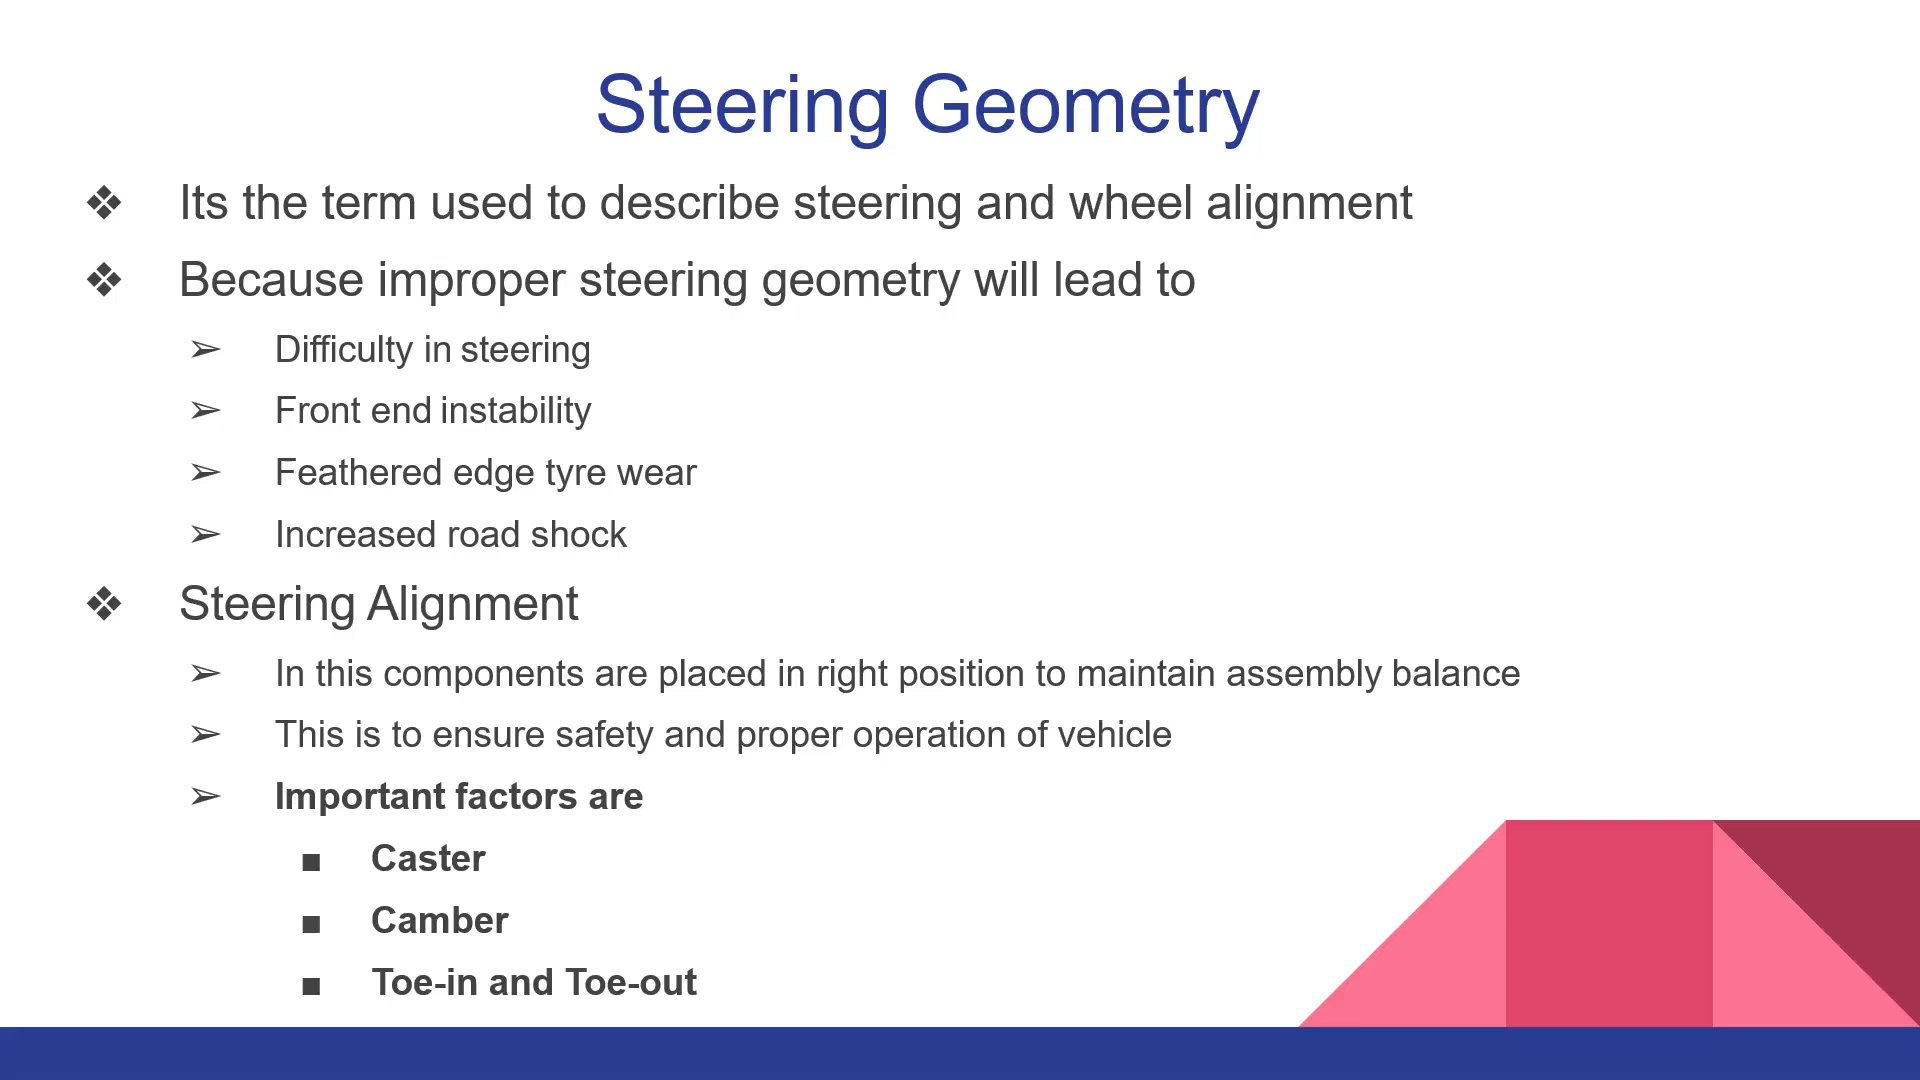 Steering Geometry
❖ Its the term used to describe steering and wheel alignment
❖ Because improper steering geometry will lead to
➢ Difficulty in steering
➢ Front end instability
➢ Feathered edge tyre wear
➢ Increased road shock
❖ Steering Alignment
➢ In this components are placed in right position to maintain assembly balance
➢ This is to ensure safety and proper operation of vehicle
➢ Important factors are
■ Caster
■ Camber
■ Toe-in and Toe-out